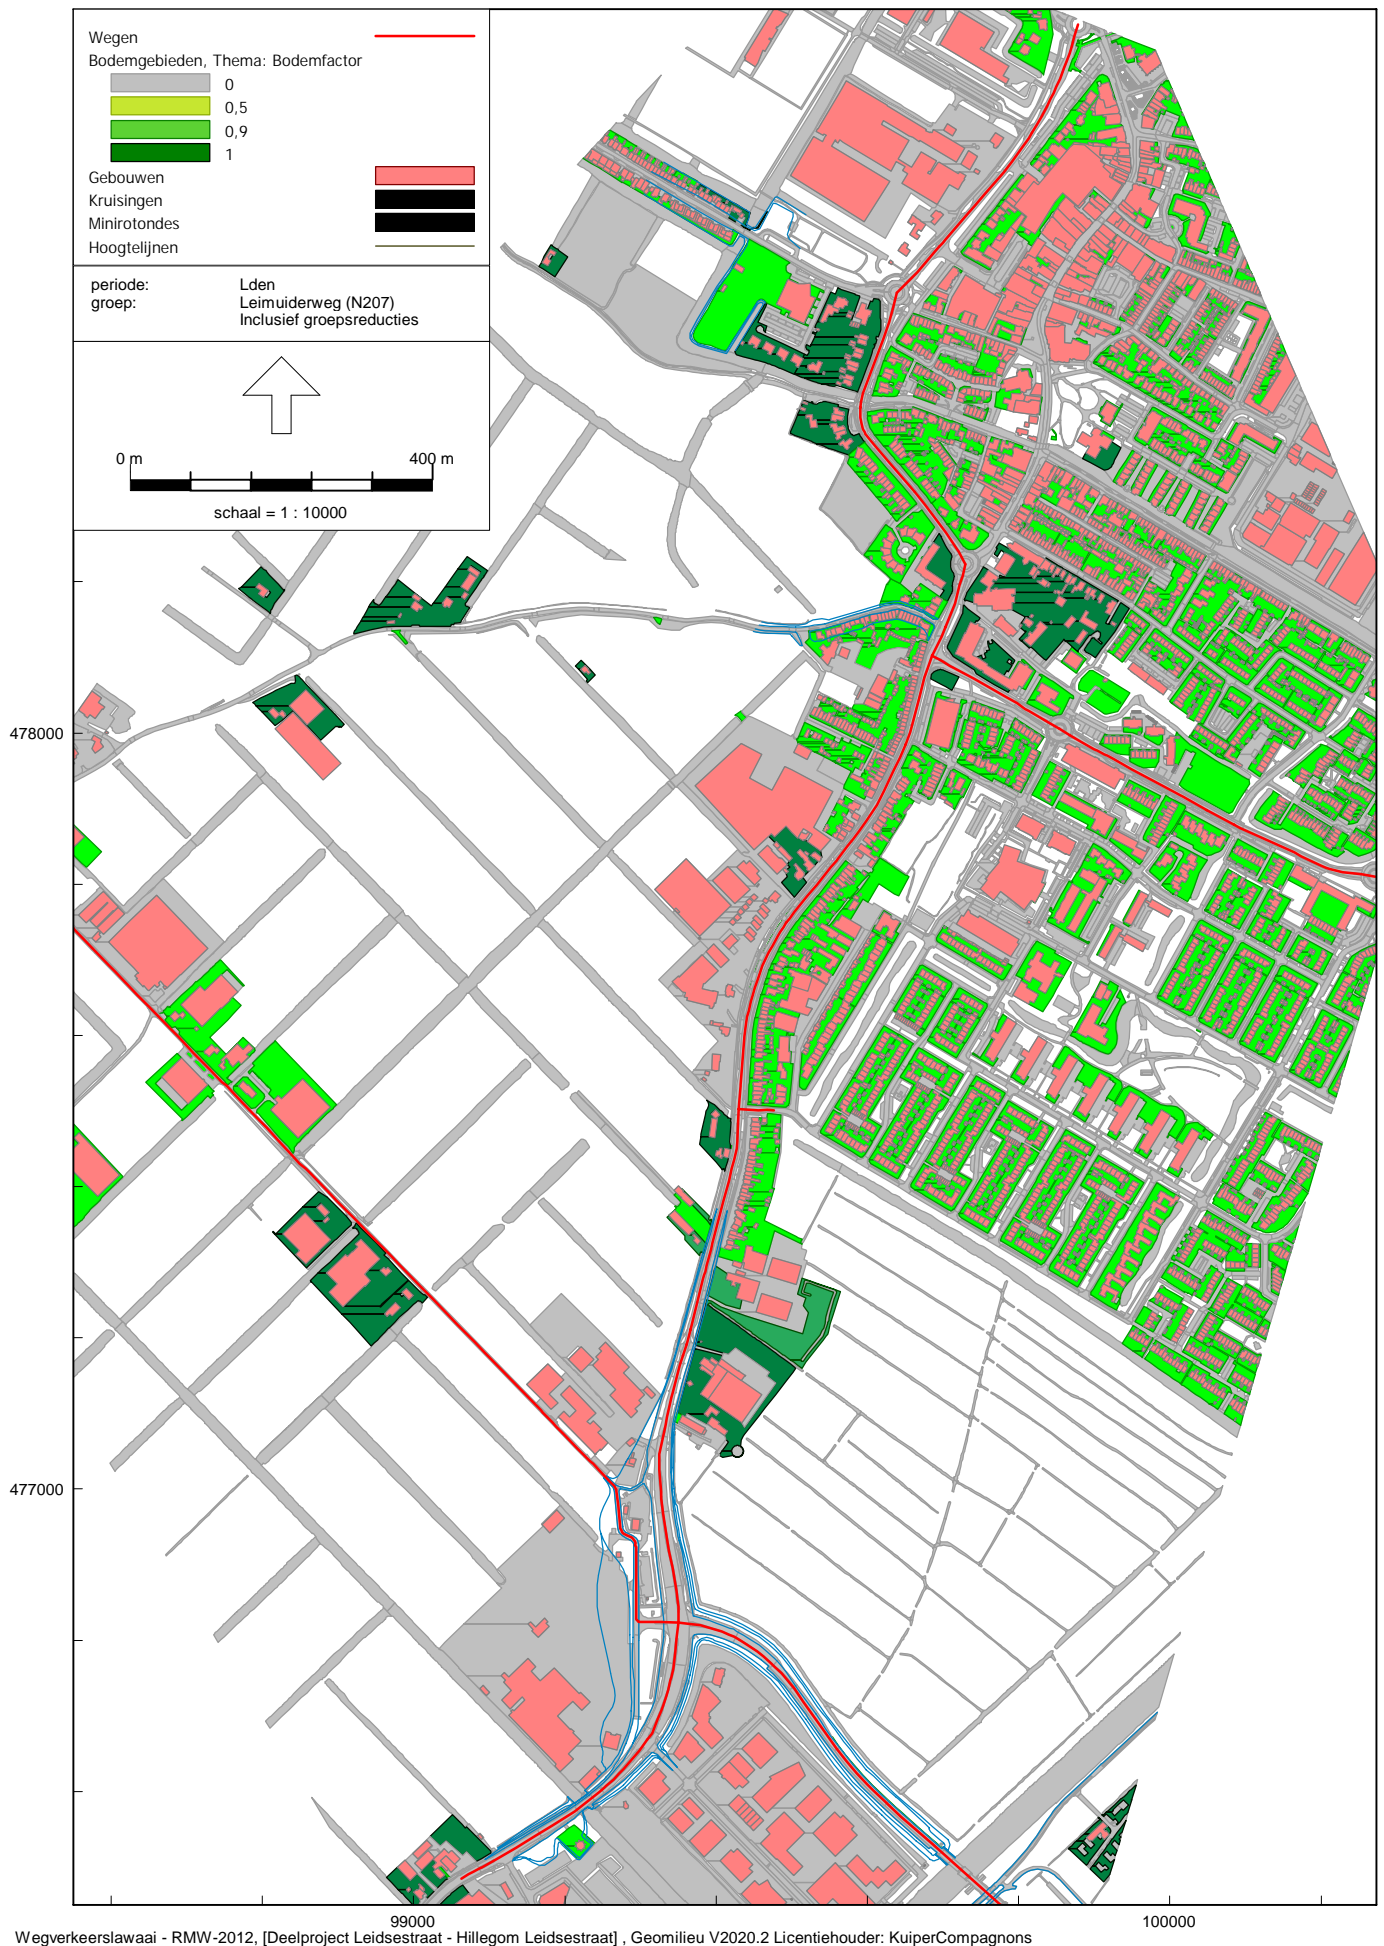 Wegen
Bodemgebieden, Thema: Bodemfactor
0
0,5
0,9
1
Gebouwen
Kruisingen
Minirotondes
Hoogtelijnen
periode: Lden
groep: Leimuiderweg (N207)
Inclusief groepsreducties
0 m 400 m
schaal = 1 : 10000
478000
477000
99000 100000
Wegverkeerslawaai - RMW-2012, [Deelproject Leidsestraat - Hillegom Leidsestraat] , Geomilieu V2020.2 Licentiehouder: KuiperCompagnons